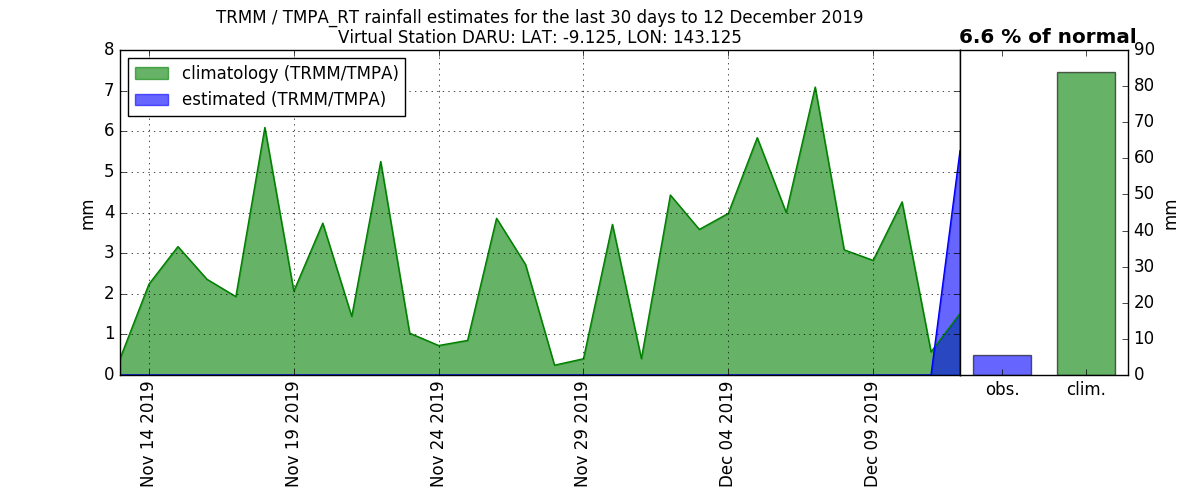 TRMM / TMPA_RT rainfall estimates for the last 30 days to 12 December 2019
Virtual Station DARU: LAT: -9.125, LON: 143.125
6.6 % of normal
climatology (TRMM/TMPA)
estimated (TRMM/TMPA)
8
7
6
5
4
3
2
1
0
mm
Nov 14 2019
Nov 19 2019
Nov 24 2019
Nov 29 2019
Dec 04 2019
Dec 09 2019
90
80
70
60
50
40
30
20
10
0
mm
obs.
clim.